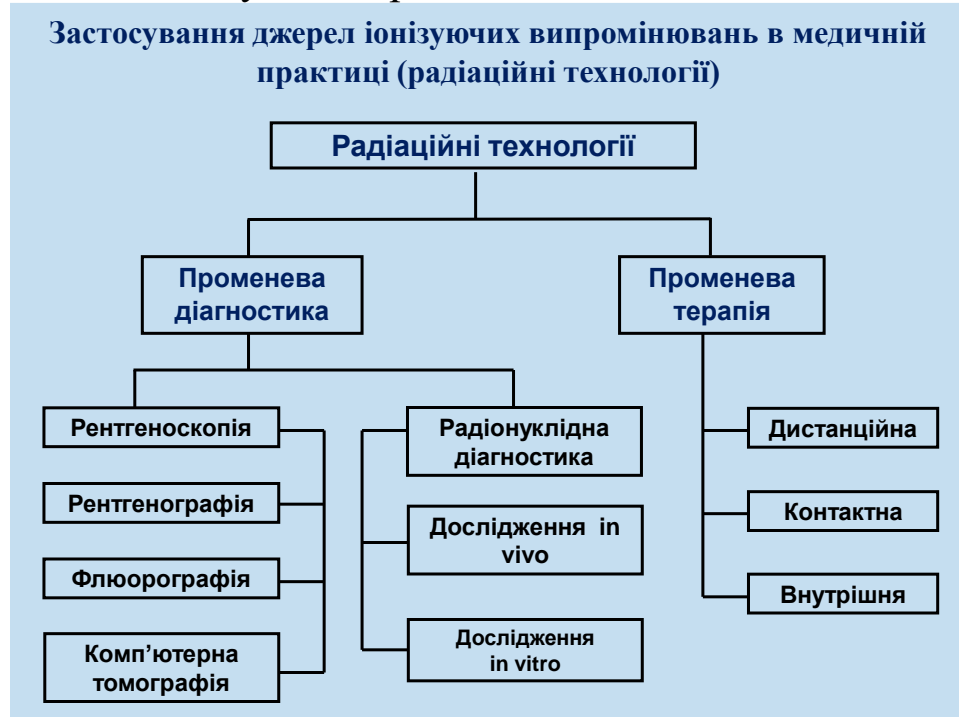 Застосування джерел іонізуючих випромінювань в медичній
практиці (радіаційні технології)
Радіаційні технології
Променева
діагностика
Променева
терапія
Рентгеноскопія
Рентгенографія
Флюорографія
Комп’ютерна
томографія
Радіонуклідна
діагностика
Дослідження in
vivo
Дослідження
in vitro
Дистанційна
Контактна
Внутрішня